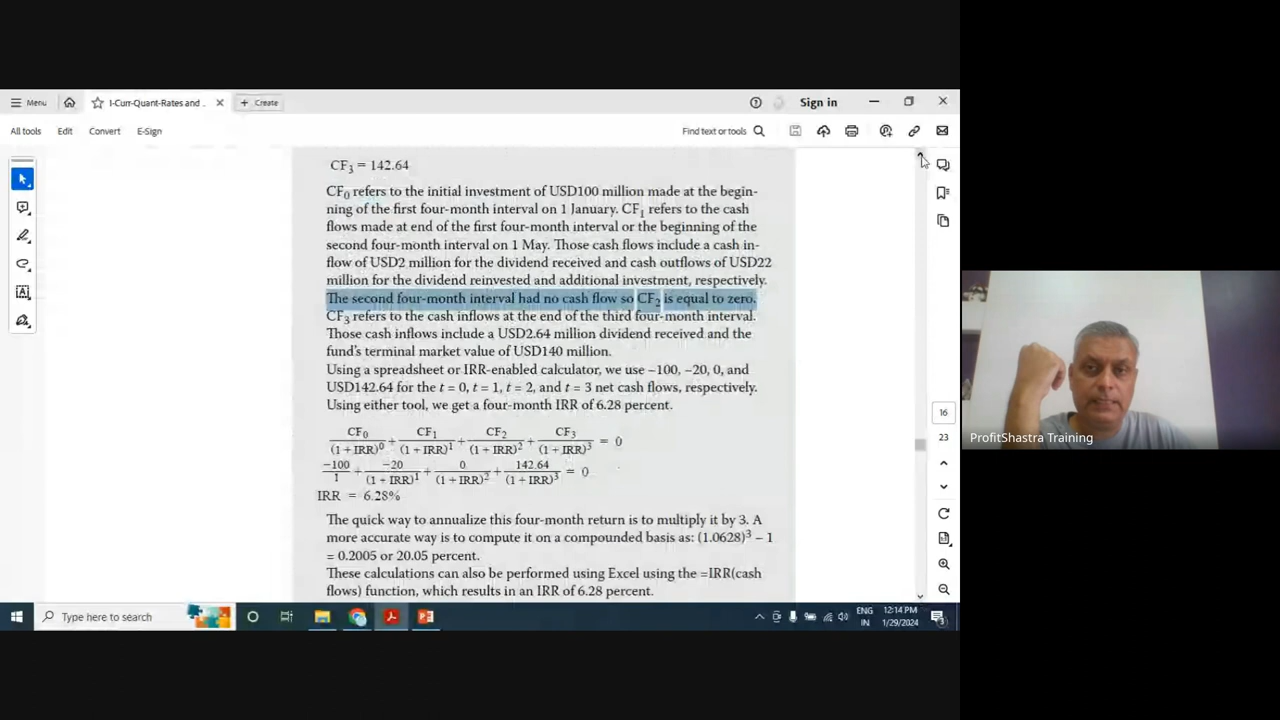 Menu
I-Curr-Quant-Rates and ..
Create
Sign in
All tools
Edit
Convert
E-Sign
Find text or tools
CF3 = 142.64
CF0 refers to the initial investment of USD100 million made at the begin-
ning of the first four-month interval on 1 January. CF1 refers to the cash
flows made at end of the first four-month interval or the beginning of the
second four-month interval on 1 May. Those cash flows include a cash in-
flow of USD2 million for the dividend received and cash outflows of USD22
million for the dividend reinvested and additional investment, respectively.
The second four-month interval had no cash flow so CF2 is equal to zero.
CF3 refers to the cash inflows at the end of the third four-month interval.
Those cash inflows include a USD2.64 million dividend received and the
fund's terminal market value of USD140 million.
Using a spreadsheet or IRR-enabled calculator, we use −100, −20, 0, and
USD142.64 for the t = 0, t = 1, t = 2, and t = 3 net cash flows, respectively.
Using either tool, we get a four-month IRR of 6.28 percent.
CF0/(1 + IRR)^0 + CF1/(1 + IRR)^1 + CF2/(1 + IRR)^2 + CF3/(1 + IRR)^3 = 0
−100/1 + −20/(1 + IRR)^1 + 0/(1 + IRR)^2 + 142.64/(1 + IRR)^3 = 0
IRR = 6.28%
The quick way to annualize this four-month return is to multiply it by 3. A
more accurate way is to compute it on a compounded basis as: (1.0628)^3 − 1
= 0.2005 or 20.05 percent.
These calculations can also be performed using Excel using the =IRR(cash
flows) function, which results in an IRR of 6.28 percent.
16
23
ProfitShastra Training
Type here to search
ENG
IN
12:14 PM
1/29/2024